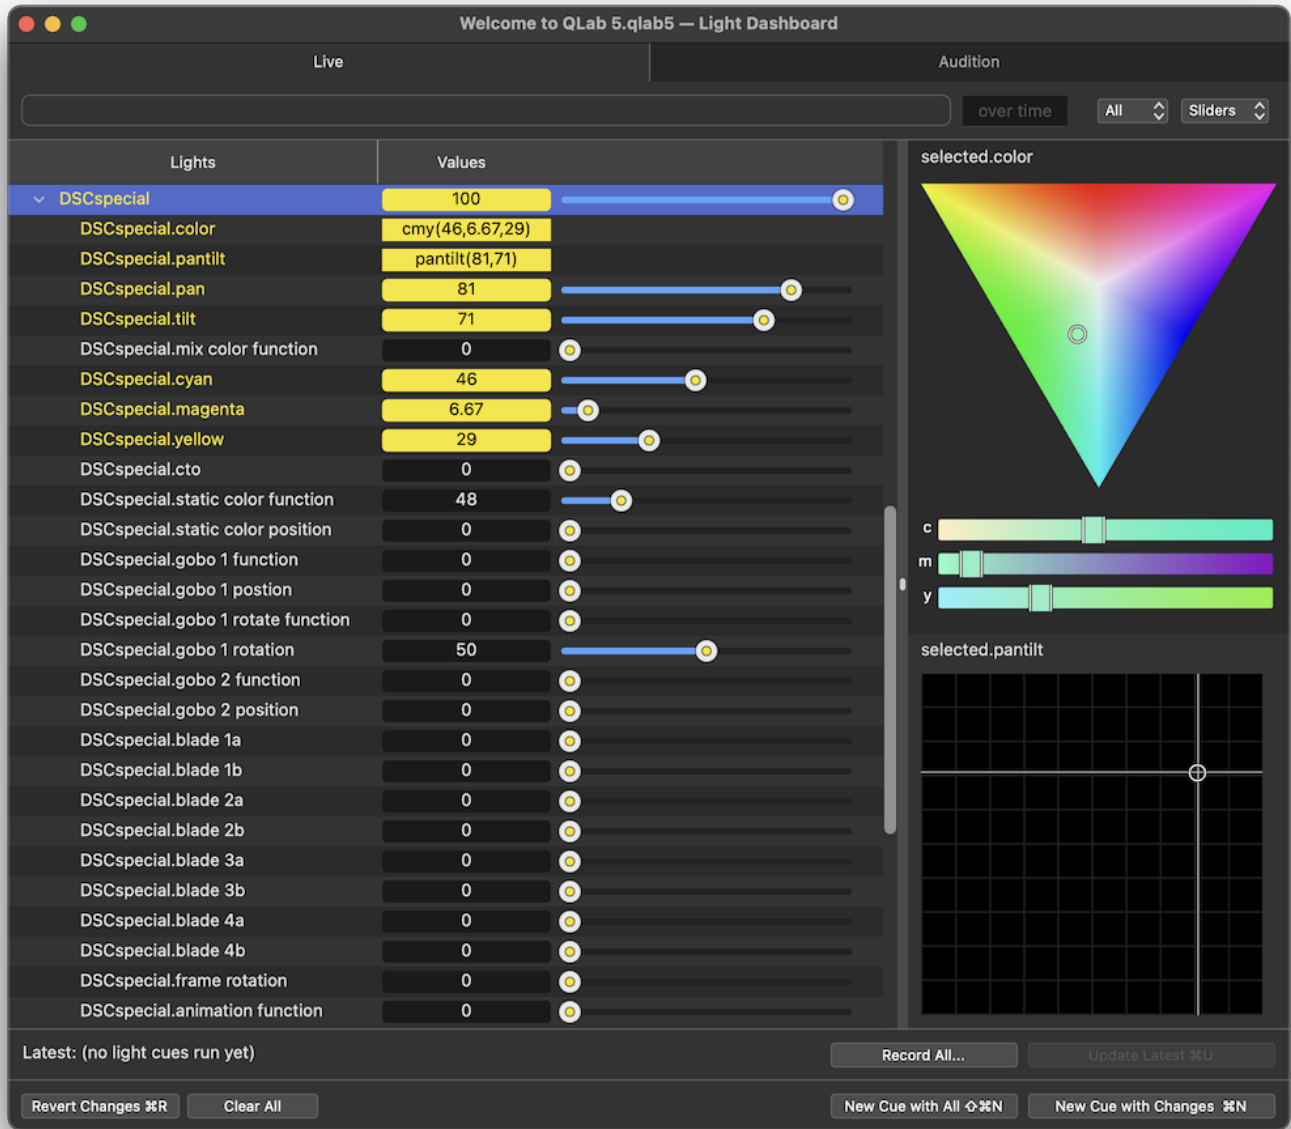 Welcome to QLab 5.qlab5 — Light Dashboard
Live
Audition
over time
All
Sliders
Lights
Values
DSCspecial 100
DSCspecial.color cmy(46,6.67,29)
DSCspecial.pantilt pantilt(81,71)
DSCspecial.pan 81
DSCspecial.tilt 71
DSCspecial.mix color function 0
DSCspecial.cyan 46
DSCspecial.magenta 6.67
DSCspecial.yellow 29
DSCspecial.cto 0
DSCspecial.static color function 48
DSCspecial.static color position 0
DSCspecial.gobo 1 function 0
DSCspecial.gobo 1 postion 0
DSCspecial.gobo 1 rotate function 0
DSCspecial.gobo 1 rotation 50
DSCspecial.gobo 2 function 0
DSCspecial.gobo 2 position 0
DSCspecial.blade 1a 0
DSCspecial.blade 1b 0
DSCspecial.blade 2a 0
DSCspecial.blade 2b 0
DSCspecial.blade 3a 0
DSCspecial.blade 3b 0
DSCspecial.blade 4a 0
DSCspecial.blade 4b 0
DSCspecial.frame rotation 0
DSCspecial.animation function 0
selected.color
c
m
y
selected.pantilt
Latest: (no light cues run yet)
Record All...
Update Latest ⌘U
Revert Changes ⌘R
Clear All
New Cue with All ⇧⌘N
New Cue with Changes ⌘N